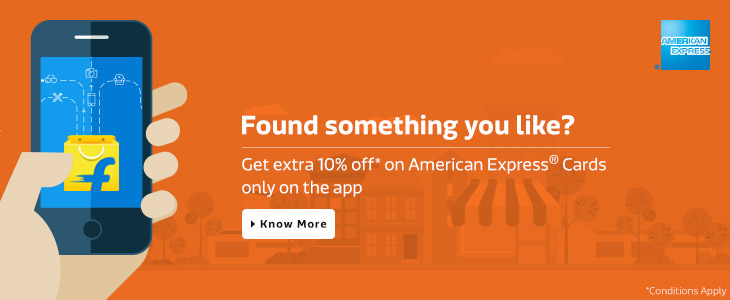 AMERICAN
EXPRESS
®
Found something you like?
Get extra 10% off* on American Express® Cards
only on the app
Know More
*Conditions Apply